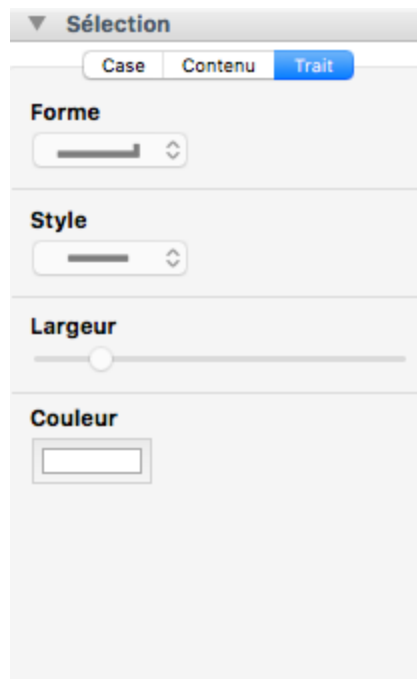 Sélection
Case Contenu Trait
Forme
Style
Largeur
Couleur